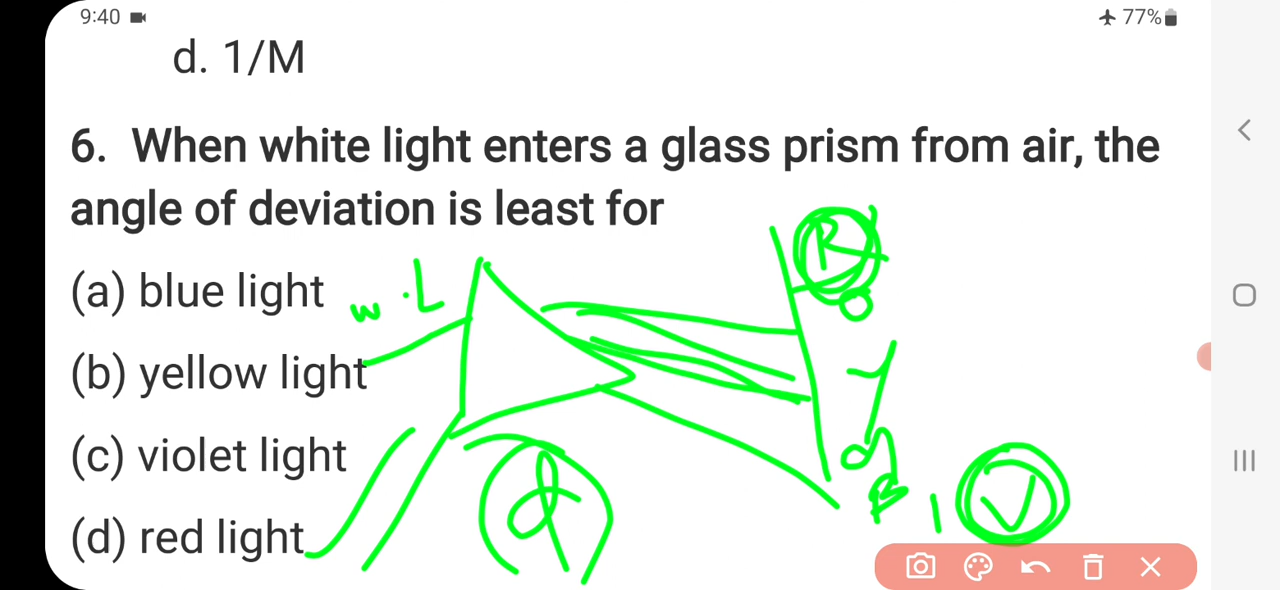 9:40 77%
d. 1/M
6. When white light enters a glass prism from air, the
angle of deviation is least for
(a) blue light
(b) yellow light
(c) violet light
(d) red light
w.L
R
O
Y
G
B
I
V
d